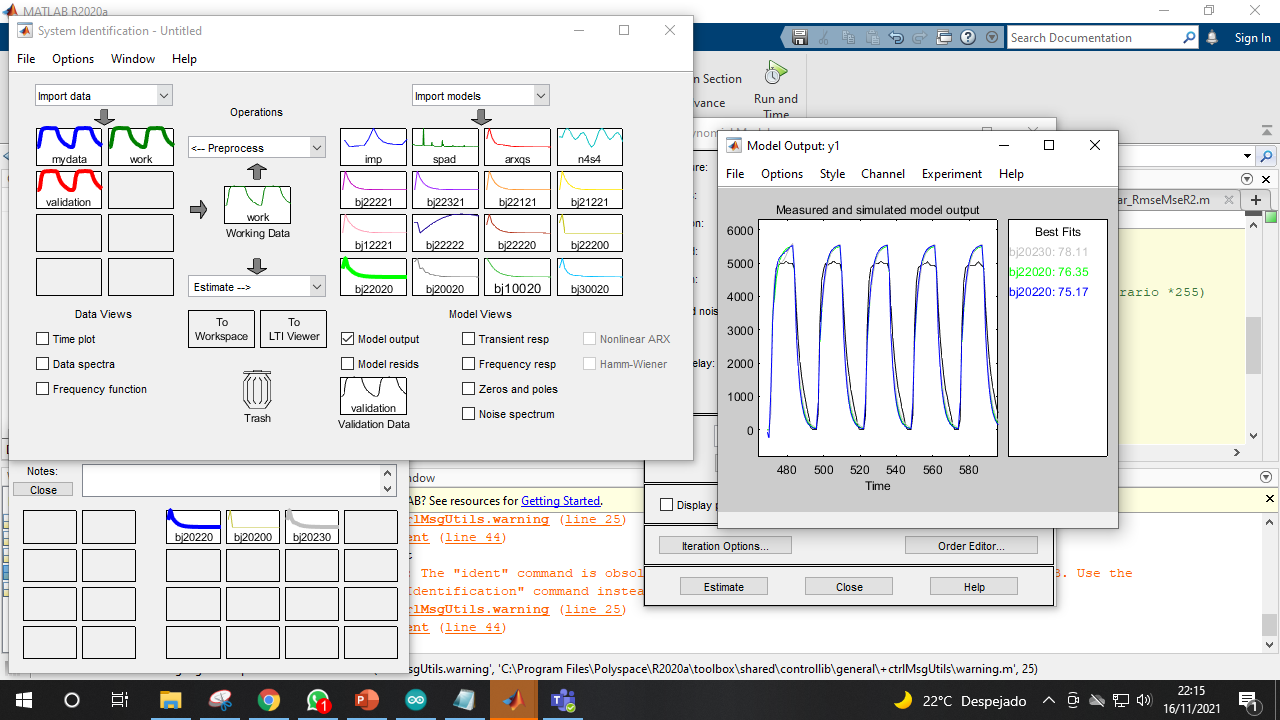 MATLAB R2020a
System Identification - Untitled
File Options Window Help
Search Documentation
Sign In
n Section
vance
Run and
Time
Import data
Operations
Import models
mydata
work
<-- Preprocess
imp
spad
arxqs
n4s4
validation
work
Working Data
bj22221
bj22321
bj22121
bj21221
bj12221
bj22222
bj22220
bj22200
Estimate -->
bj22020
bj20020
bj10020
bj30020
Data Views
To
Workspace
To
LTI Viewer
Model Views
Time plot
Data spectra
Frequency function
Model output
Model resids
Transient resp
Frequency resp
Zeros and poles
Noise spectrum
Nonlinear ARX
Hamm-Wiener
Trash
validation
Validation Data
Model Output: y1
File Options Style Channel Experiment Help
Measured and simulated model output
6000
5000
4000
3000
2000
1000
0
480 500 520 540 560 580
Time
Best Fits
bj20230: 78.11
bj22020: 76.35
bj20220: 75.17
ar_RmseMseR2.m
rario *255)
Notes:
Close
bj20220
bj20200
bj20230
ndow
AB? See resources for Getting Started.
rlMsgUtils.warning (line 25)
ent (line 44)
t
: The "ident" command is obsol
8. Use the
Identification" command instea
rlMsgUtils.warning (line 25)
ent (line 44)
Display p
Iteration Options...
Order Editor...
Estimate
Close
Help
sgUtils.warning', 'C:\Program Files\Polyspace\R2020a\toolbox\shared\controllib\general\+ctrlMsgUtils\warning.m', 25)
1
22°C Despejado
22:15
16/11/2021
1